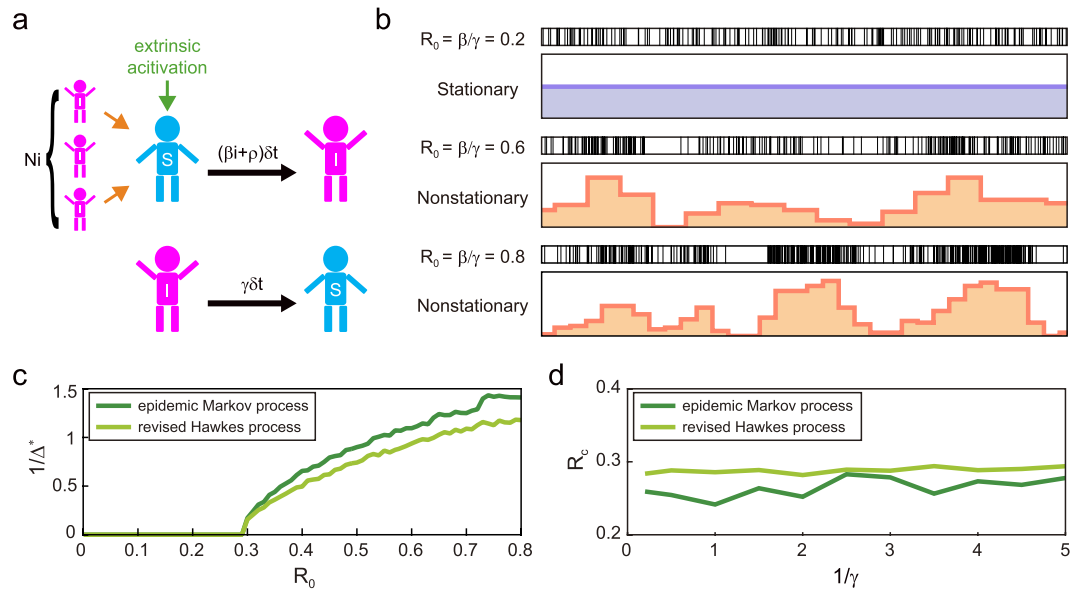 a
extrinsic
acitivation
Ni
S
(βi+ρ)δt
I
I
γδt
S
b
R0 = β/γ = 0.2
Stationary
R0 = β/γ = 0.6
Nonstationary
R0 = β/γ = 0.8
Nonstationary
c
epidemic Markov process
revised Hawkes process
1/Δ*
1.5
1
0.5
0
0 0.1 0.2 0.3 0.4 0.5 0.6 0.7 0.8
R0
d
epidemic Markov process
revised Hawkes process
Rc
0.4
0.3
0.2
0 1 2 3 4 5
1/γ